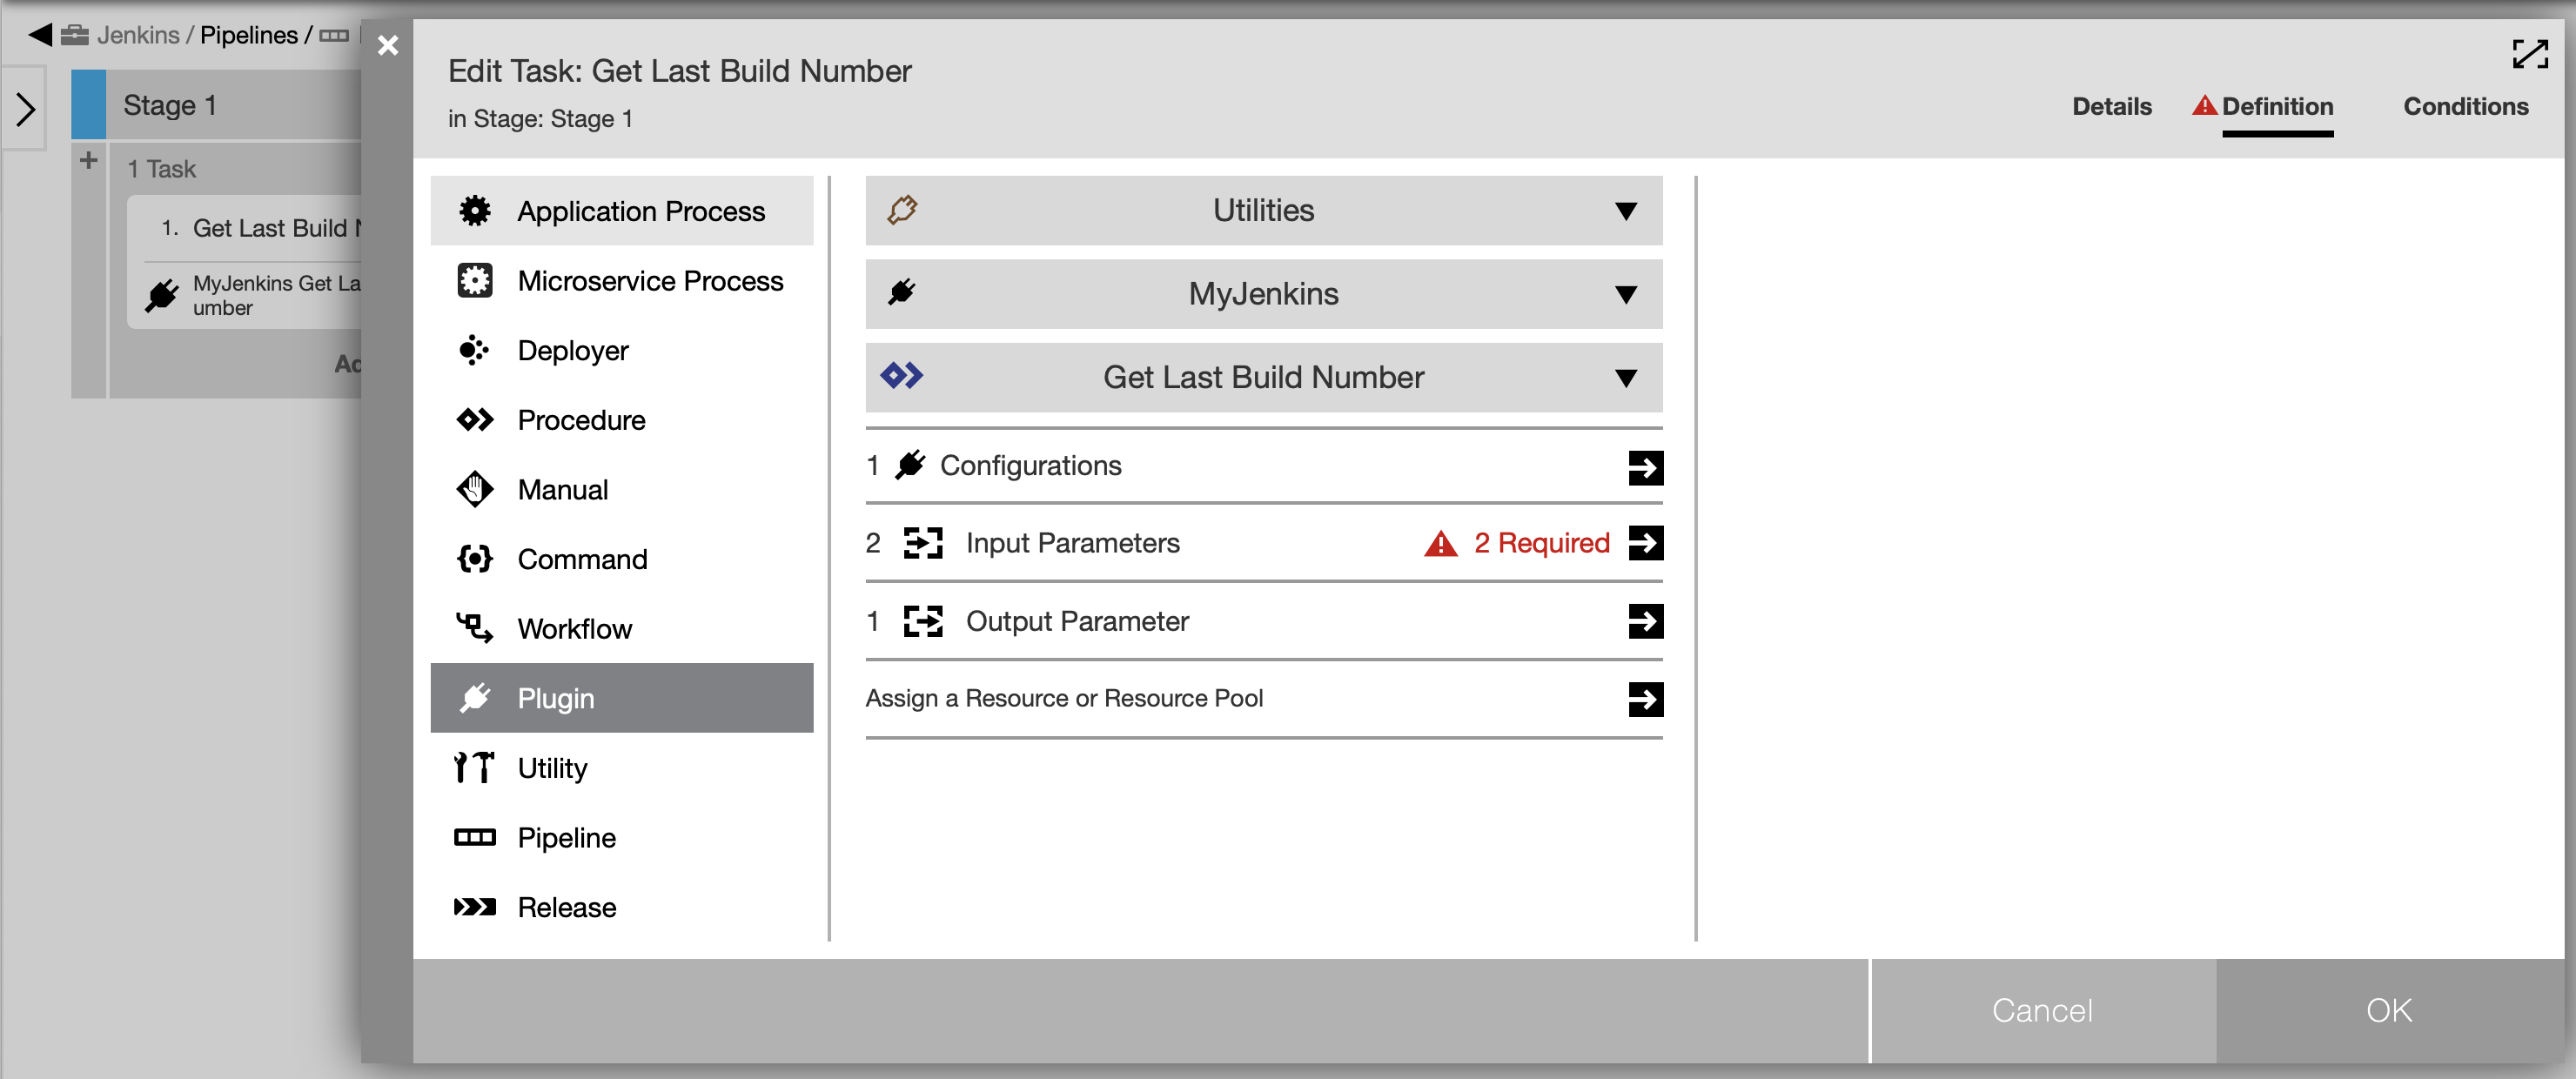 Jenkins / Pipelines /
Stage 1
1 Task
1. Get Last Build
MyJenkins Get La
umber
Edit Task: Get Last Build Number
in Stage: Stage 1
Details
Definition
Conditions
Application Process
Microservice Process
Deployer
Procedure
Manual
Command
Workflow
Plugin
Utility
Pipeline
Release
Utilities
MyJenkins
Get Last Build Number
1 Configurations
2 Input Parameters 2 Required
1 Output Parameter
Assign a Resource or Resource Pool
Cancel
OK